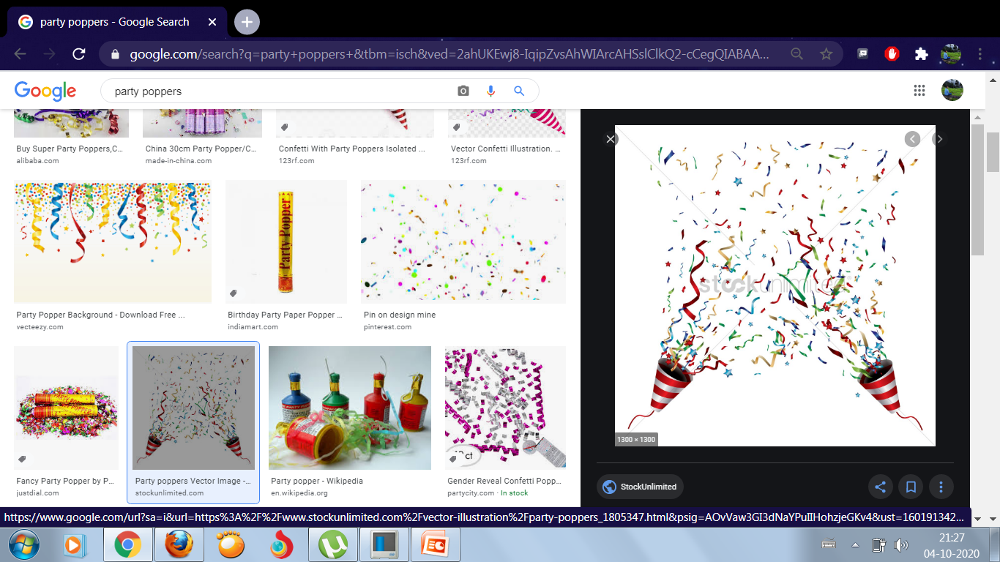 party poppers - Google Search
google.com/search?q=party+poppers+&tbm=isch&ved=2ahUKEwj8-IqipZvsAhWIArcAHSslClkQ2-cCegQIABAA...
Google
party poppers
Buy Super Party Poppers,C...
alibaba.com
China 30cm Party Popper/C...
made-in-china.com
Confetti With Party Poppers Isolated ...
123rf.com
Vector Confetti Illustration. ...
123rf.com
Party Popper
Party Popper Background - Download Free ...
vecteezy.com
Birthday Party Paper Popper ...
indiamart.com
Pin on design mine
pinterest.com
stockunlimited
1300 × 1300
PARTY POPPER
PARTY POPPER
ct
Fancy Party Popper by P...
justdial.com
Party poppers Vector Image -...
stockunlimited.com
Party popper - Wikipedia
en.wikipedia.org
Gender Reveal Confetti Popp...
partycity.com · In stock
StockUnlimited
https://www.google.com/url?sa=i&url=https%3A%2F%2Fwww.stockunlimited.com%2Fvector-illustration%2Fparty-poppers_1805347.html&psig=AOvVaw3GI3dNaYPuIIHohzjeGKv4&ust=160191342...
21:27
04-10-2020